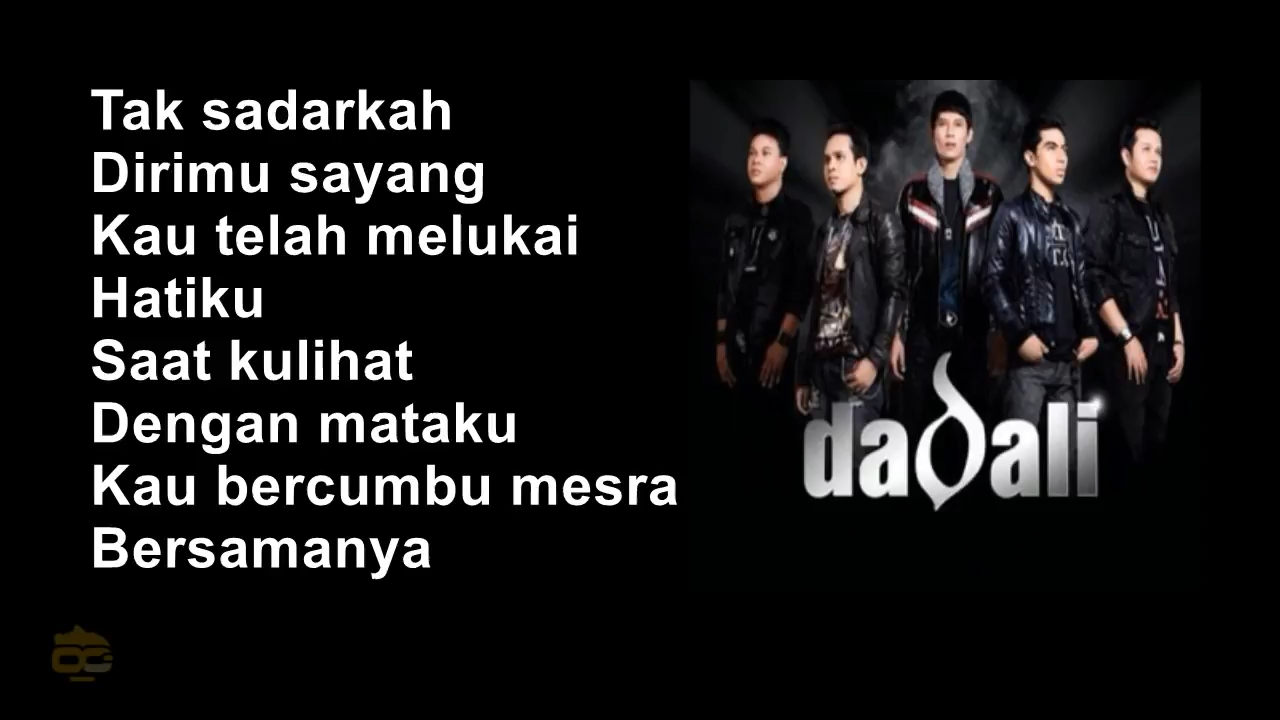 Tak sadarkah
Dirimu sayang
Kau telah melukai
Hatiku
Saat kulihat
Dengan mataku
Kau bercumbu mesra
Bersamanya
dadali